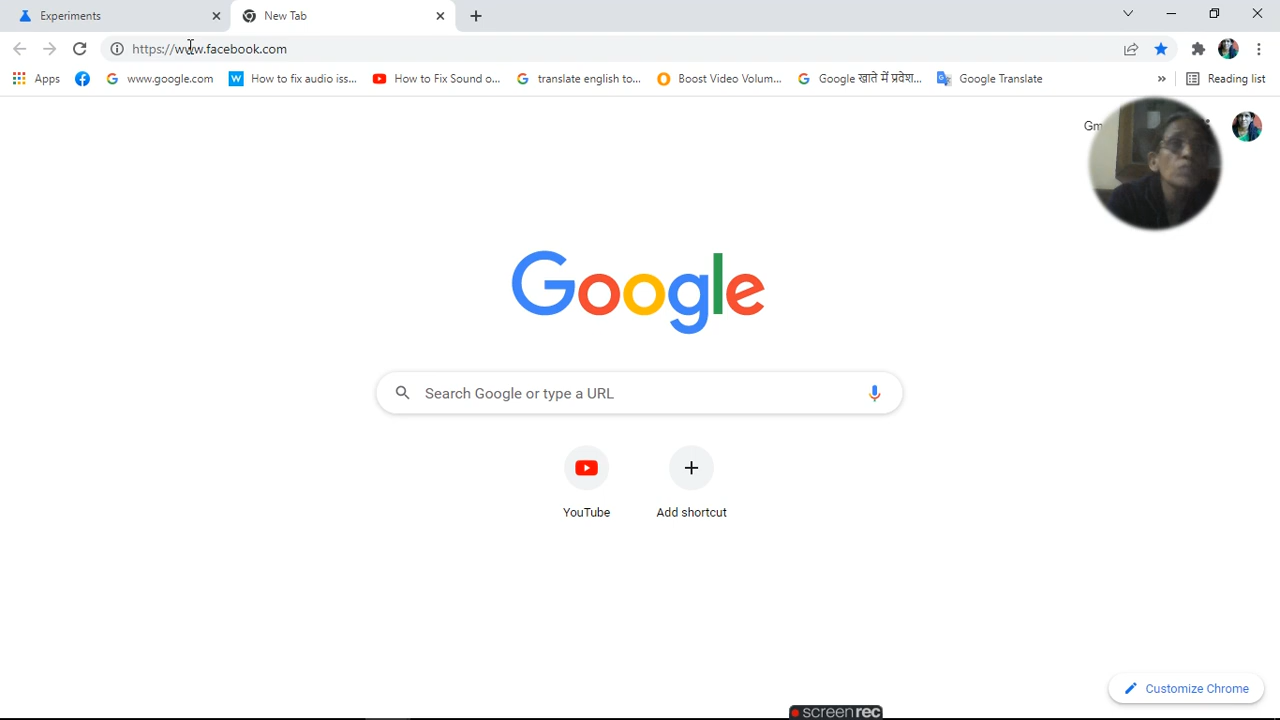 Experiments
New Tab
https://www.facebook.com
Apps
www.google.com
How to fix audio iss...
How to Fix Sound o...
translate english to...
Boost Video Volum...
Google खाते में प्रवेश...
Google Translate
»
Reading list
Gm
Google
Search Google or type a URL
YouTube
Add shortcut
Customize Chrome
screenrec